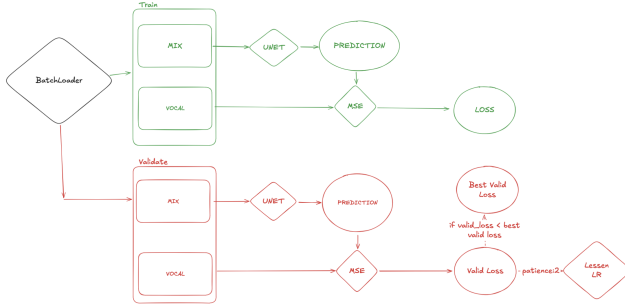 Train
MIX
UNET
PREDICTION
BatchLoader
VOCAL
MSE
LOSS
Validate
MIX
UNET
PREDICTION
Best Valid
Loss
if valid_loss < best
valid loss
VOCAL
MSE
Valid Loss
patience:2
Lessen
LR